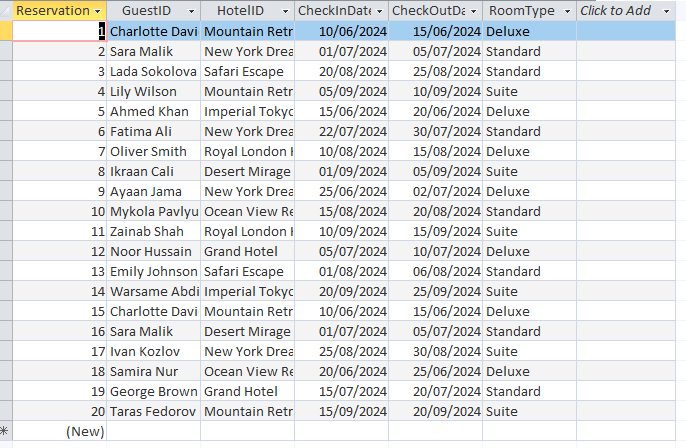 Reservation GuestID HotelID CheckInDate CheckOutDa RoomType Click to Add
1 Charlotte Davi Mountain Retr 10/06/2024 15/06/2024 Deluxe
2 Sara Malik New York Drea 01/07/2024 05/07/2024 Standard
3 Lada Sokolova Safari Escape 20/08/2024 25/08/2024 Standard
4 Lily Wilson Mountain Retr 05/09/2024 10/09/2024 Suite
5 Ahmed Khan Imperial Tokyo 15/06/2024 20/06/2024 Deluxe
6 Fatima Ali New York Drea 22/07/2024 30/07/2024 Standard
7 Oliver Smith Royal London H 10/08/2024 15/08/2024 Deluxe
8 Ikraan Cali Desert Mirage 01/09/2024 05/09/2024 Suite
9 Ayaan Jama New York Drea 25/06/2024 02/07/2024 Deluxe
10 Mykola Pavlyu Ocean View Re 15/08/2024 20/08/2024 Standard
11 Zainab Shah Royal London H 10/09/2024 15/09/2024 Suite
12 Noor Hussain Grand Hotel 05/07/2024 10/07/2024 Deluxe
13 Emily Johnson Safari Escape 01/08/2024 06/08/2024 Standard
14 Warsame Abdi Imperial Tokyo 20/09/2024 25/09/2024 Suite
15 Charlotte Davi Mountain Retr 10/06/2024 15/06/2024 Deluxe
16 Sara Malik Desert Mirage 01/07/2024 05/07/2024 Standard
17 Ivan Kozlov New York Drea 25/08/2024 30/08/2024 Suite
18 Samira Nur Ocean View Re 20/06/2024 25/06/2024 Deluxe
19 George Brown Grand Hotel 15/07/2024 20/07/2024 Standard
20 Taras Fedorov Mountain Retr 15/09/2024 20/09/2024 Suite
(New)